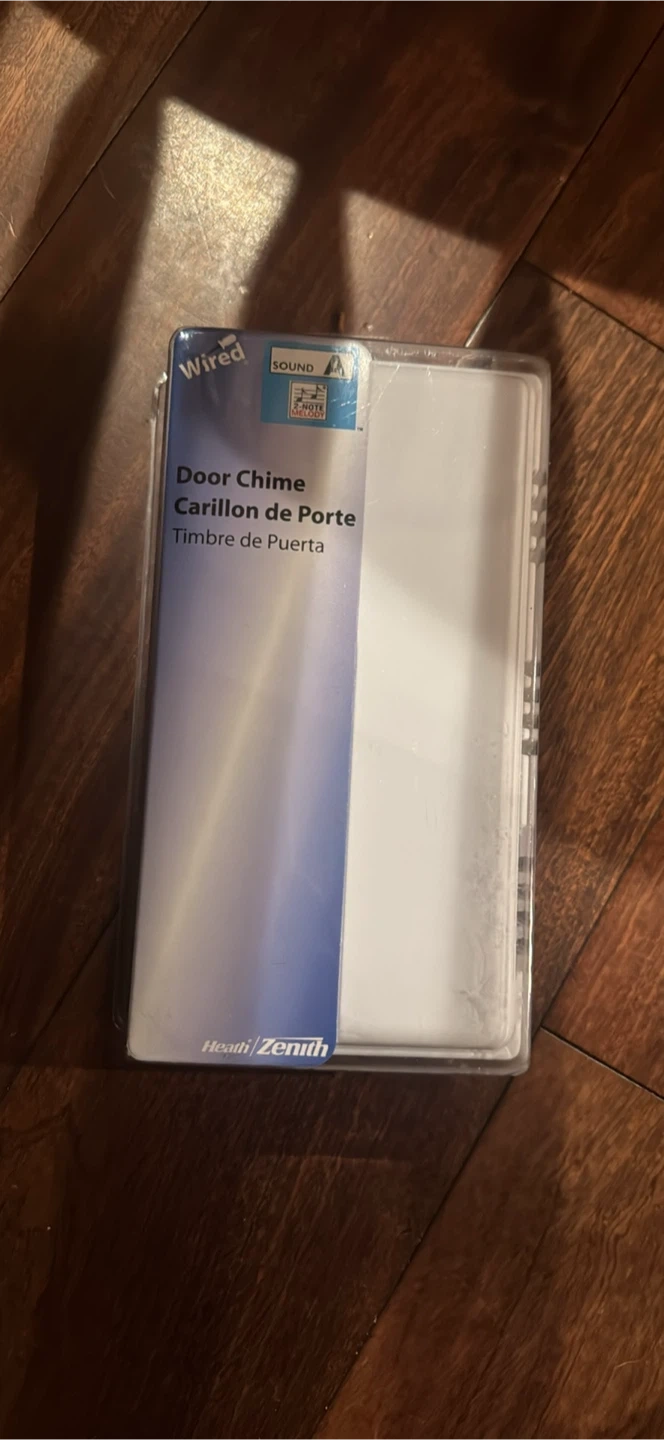 Wired
SOUND
2-NOTE
MELODY
Door Chime
Carillon de Porte
Timbre de Puerta
Heath/Zenith